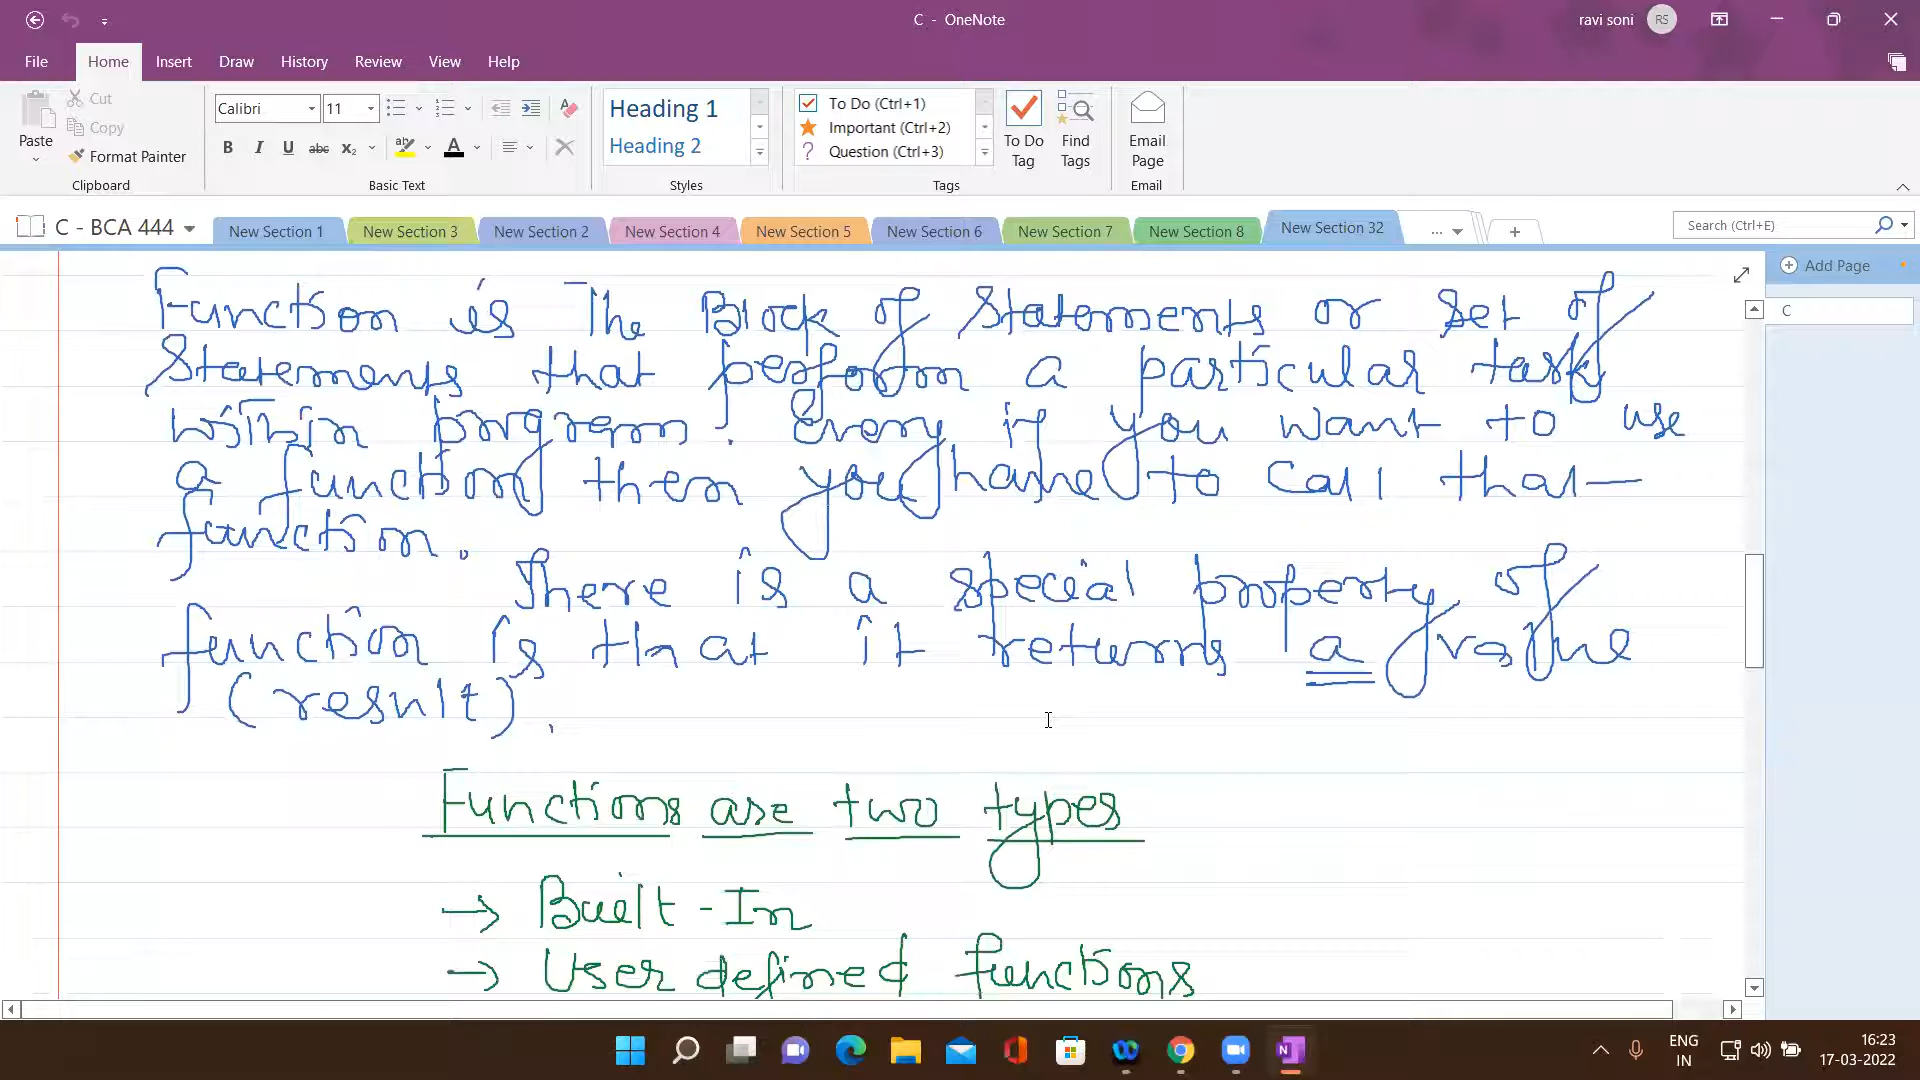 C - OneNote
ravi soni RS
File Home Insert Draw History Review View Help
Paste Cut Copy Format Painter
Clipboard
Calibri 11
B I U abc x₂ ab A
Basic Text
Heading 1
Heading 2
Styles
To Do (Ctrl+1)
Important (Ctrl+2)
Question (Ctrl+3)
To Do Tag
Find Tags
Tags
Email Page
Email
C - BCA 444 New Section 1 New Section 3 New Section 2 New Section 4 New Section 5 New Section 6 New Section 7 New Section 8 New Section 32 ... + Search (Ctrl+E)
Add Page
C
Function is The Block of Statements or Set of
Statements that perform a particular task
within program. Every if you want to use
a function then you have to call that
function.
There is a special property of
function is that it returns a value
(result).
Functions are two types
→ Built-In
→ User defined functions
ENG IN
16:23
17-03-2022